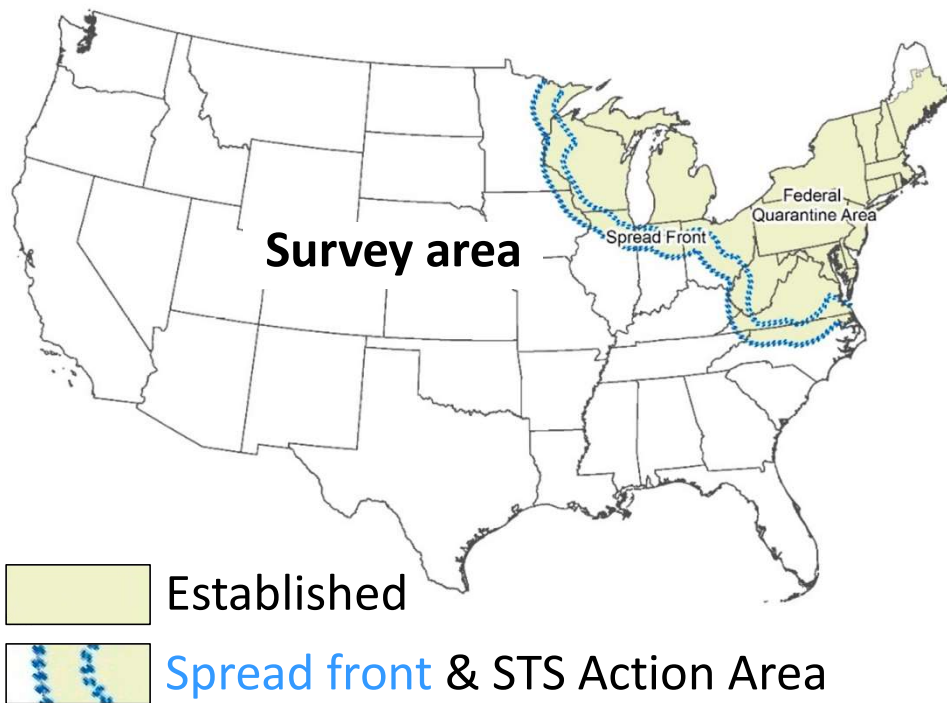 Federal
Quarantine Area
Spread Front
Survey area
Established
Spread front & STS Action Area